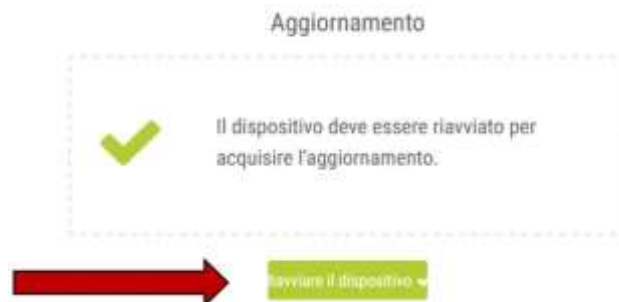 Aggiornamento
Il dispositivo deve essere riavviato per
acquisire l'aggiornamento.
Riavviare il dispositivo